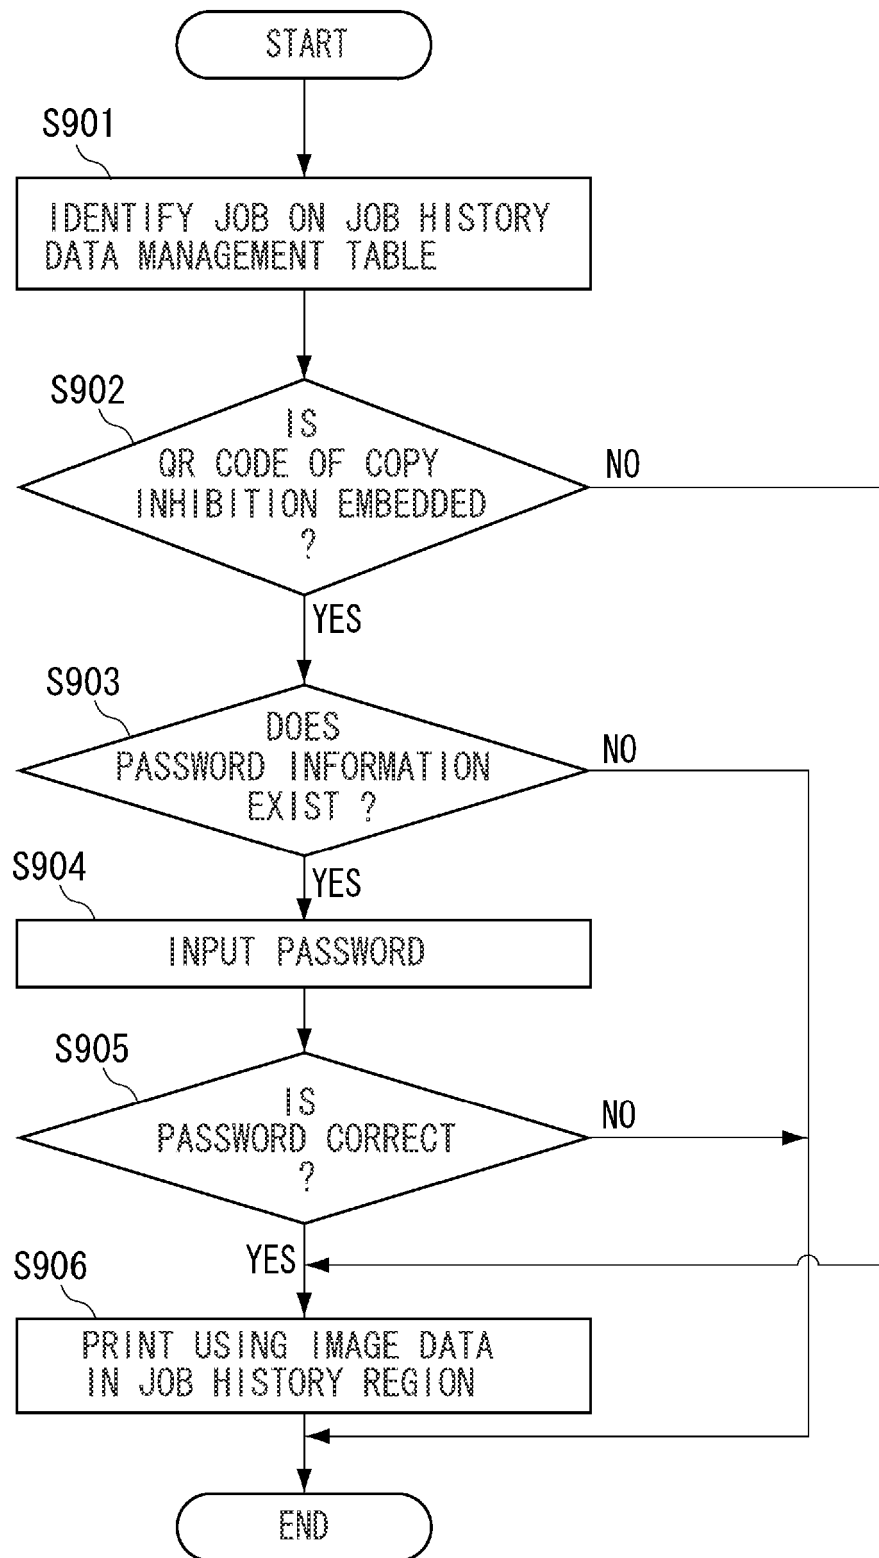 START
S901
IDENTIFY JOB ON JOB HISTORY
DATA MANAGEMENT TABLE
S902
IS
QR CODE OF COPY
INHIBITION EMBEDDED
?
NO
YES
S903
DOES
PASSWORD INFORMATION
EXIST ?
NO
YES
S904
INPUT PASSWORD
S905
IS
PASSWORD CORRECT
?
NO
YES
S906
PRINT USING IMAGE DATA
IN JOB HISTORY REGION
END